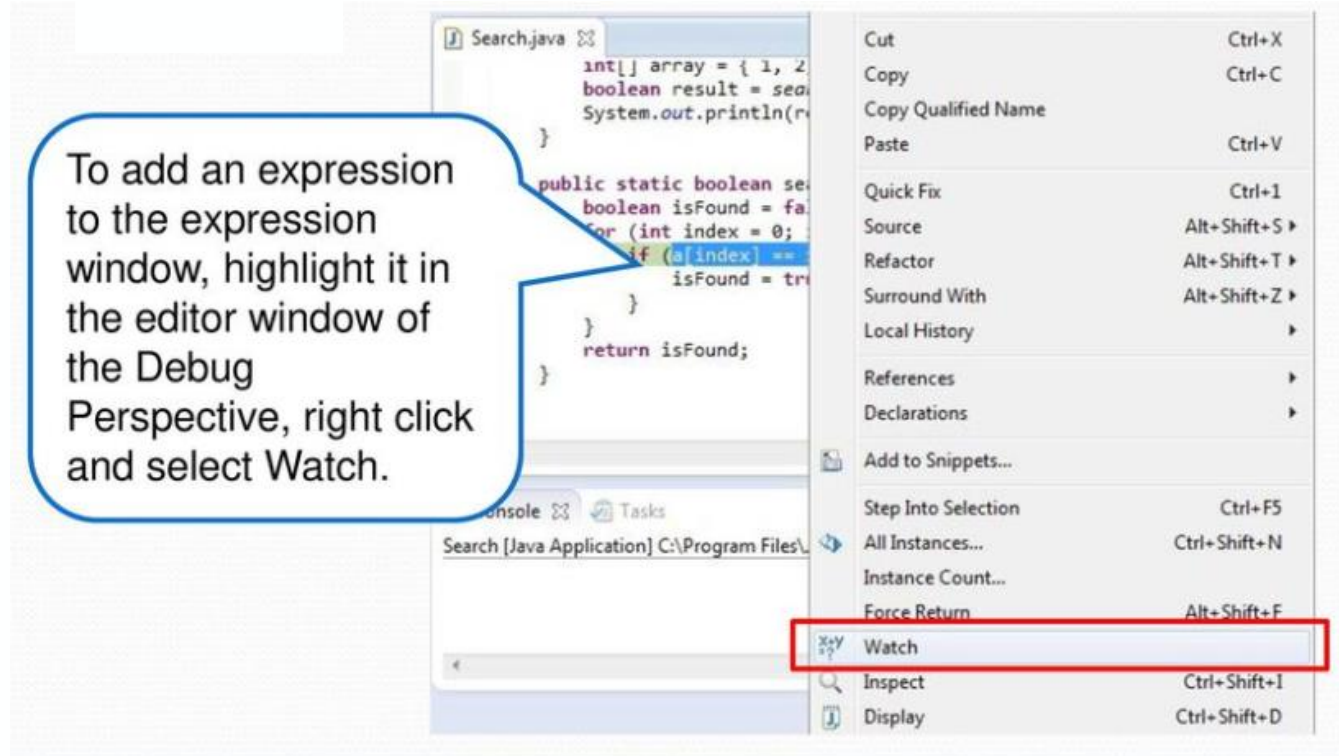 To add an expression
to the expression
window, highlight it in
the editor window of
the Debug
Perspective, right click
and select Watch.
Search.java
int[] array = { 1, 2
boolean result =
System.out.println(
}
public static boolean
boolean isFound =
(int index = 0;
if (a[index] ==
isFound =
}
}
return isFound;
}
Tasks
Search [Java Application] C:\Program Files\
Cut Ctrl+X
Copy Ctrl+C
Copy Qualified Name
Paste Ctrl+V
Quick Fix Ctrl+1
Source Alt+Shift+S
Refactor Alt+Shift+T
Surround With Alt+Shift+Z
Local History
References
Declarations
Add to Snippets...
Step Into Selection Ctrl+F5
All Instances... Ctrl+Shift+N
Instance Count...
Force Return Alt+Shift+F
x+y Watch
Inspect Ctrl+Shift+I
Display Ctrl+Shift+D